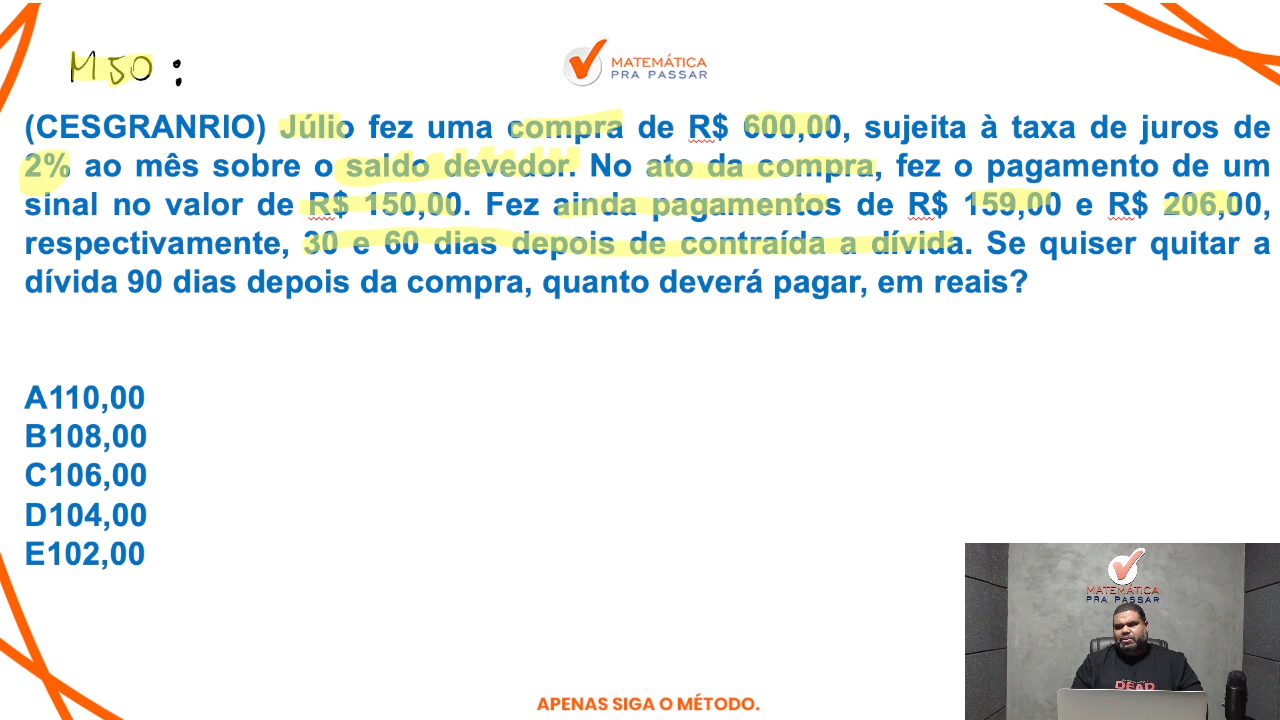 M50 :
MATEMÁTICA
PRA PASSAR
(CESGRANRIO) Júlio fez uma compra de R$ 600,00, sujeita à taxa de juros de
2% ao mês sobre o saldo devedor. No ato da compra, fez o pagamento de um
sinal no valor de R$ 150,00. Fez ainda pagamentos de R$ 159,00 e R$ 206,00,
respectivamente, 30 e 60 dias depois de contraída a dívida. Se quiser quitar a
dívida 90 dias depois da compra, quanto deverá pagar, em reais?
A110,00
B108,00
C106,00
D104,00
E102,00
MATEMÁTICA
PRA PASSAR
DEAD
APENAS SIGA O MÉTODO.